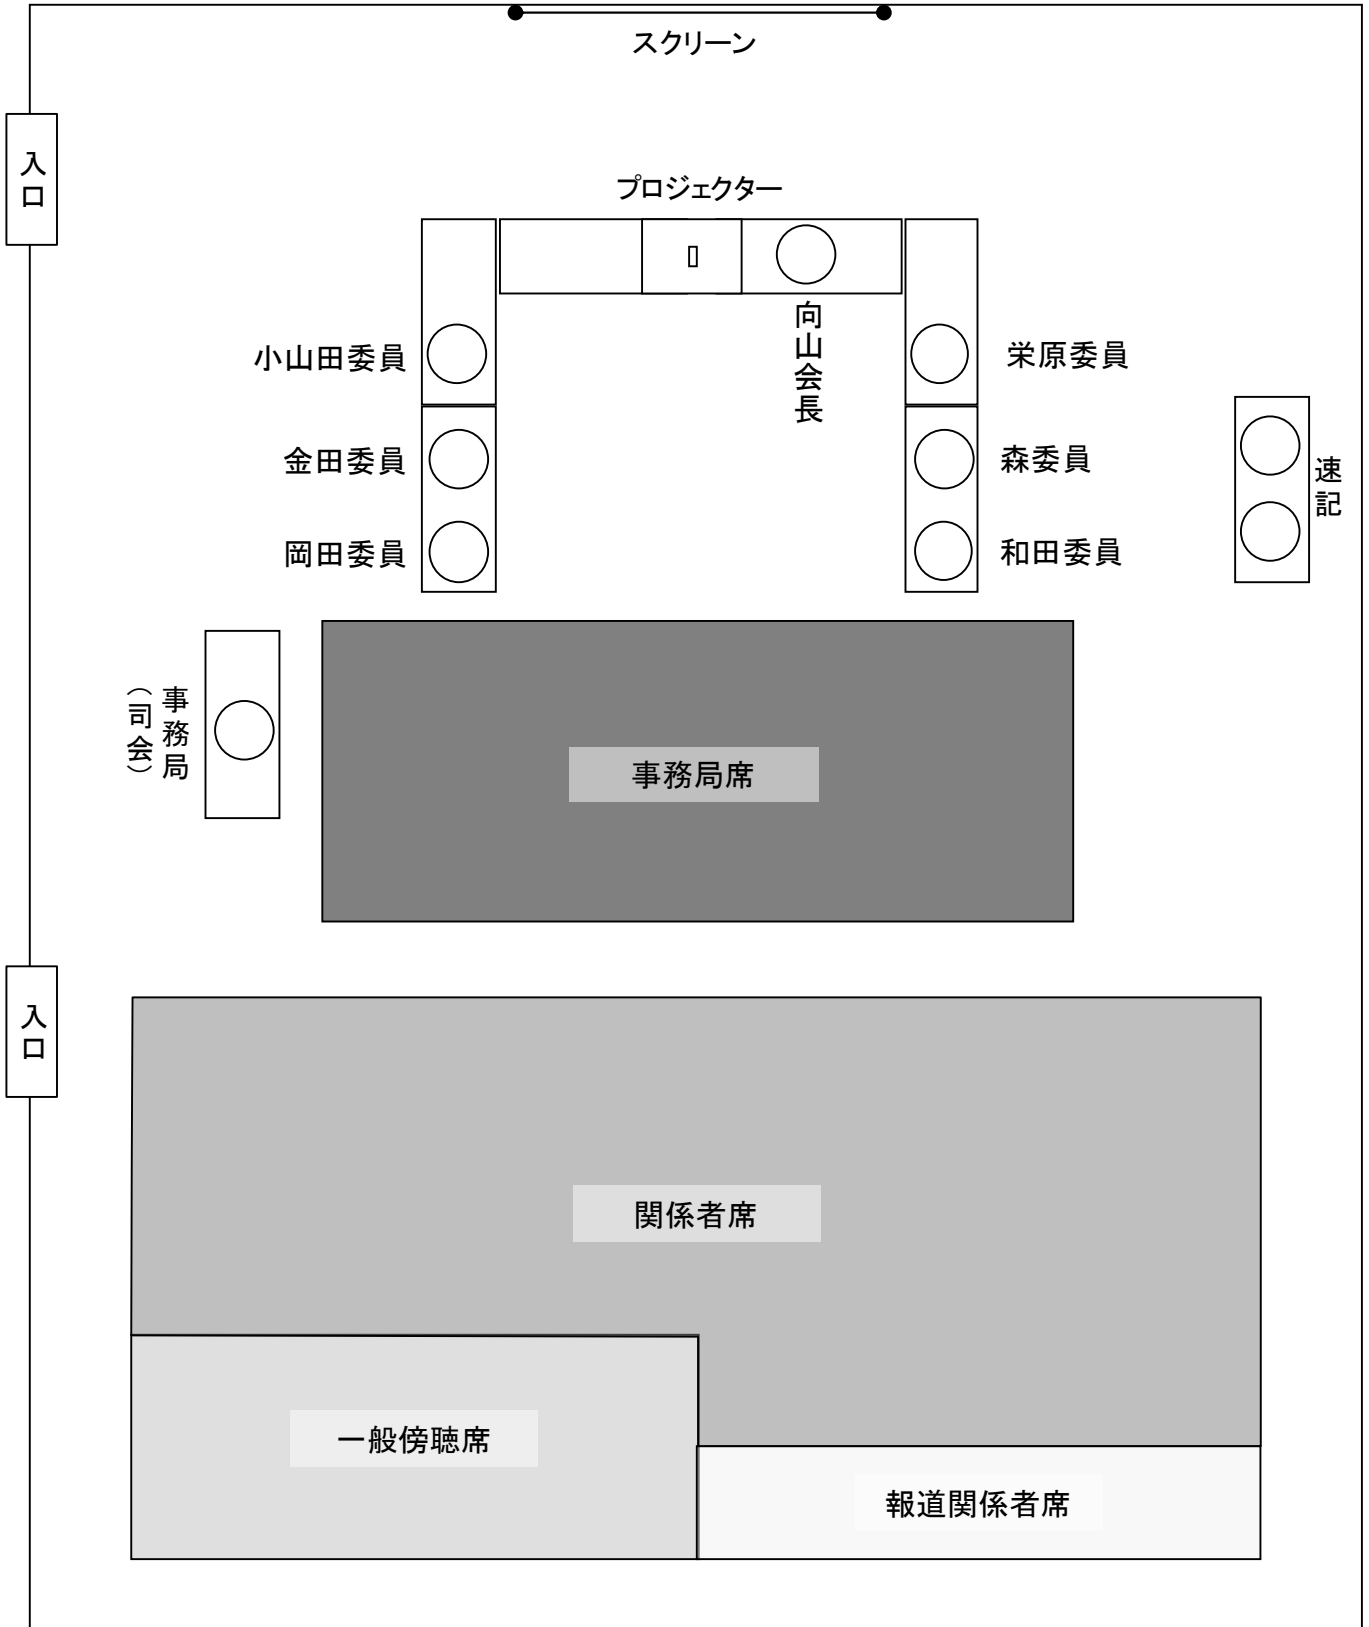 スクリーン
入口
プロジェクター
向山会長
小山田委員
栄原委員
金田委員
森委員
速記
岡田委員
和田委員
事務局
（司会）
事務局席
入口
関係者席
一般傍聴席
報道関係者席